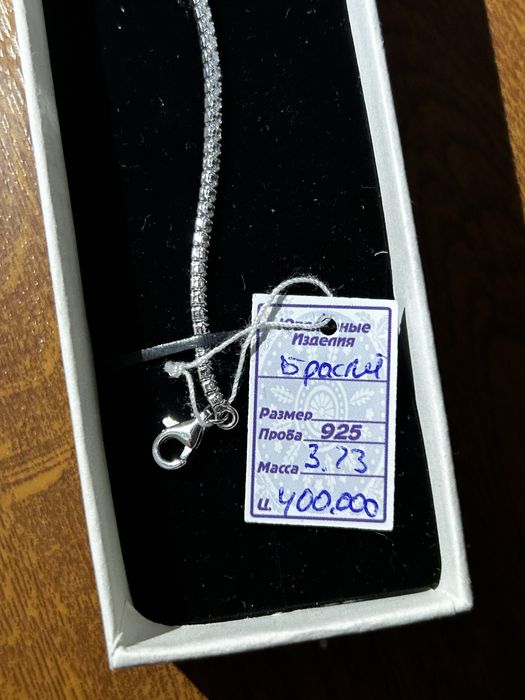 Изделия
Браслет
Размер
Проба 925
Масса 3.73
Ц. 400.000